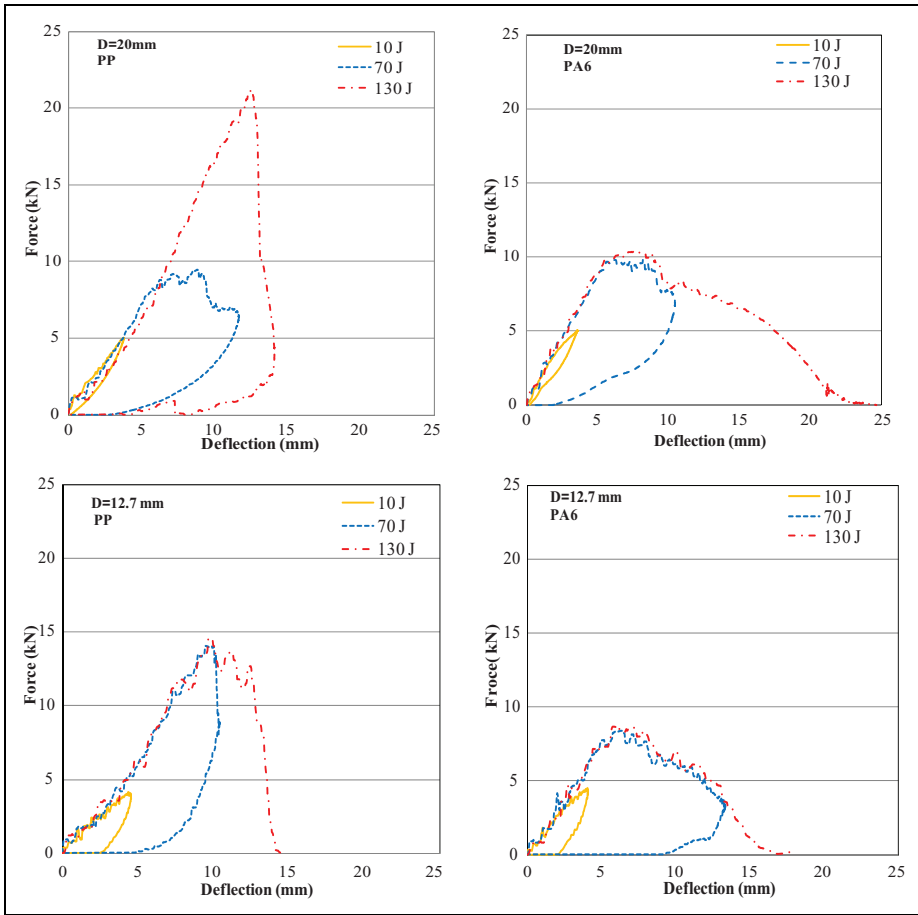 D=20mm
PP
10 J
70 J
130 J
25
20
15
10
5
0
Force (kN)
0 5 10 15 20 25
Deflection (mm)
D=20mm
PA6
10 J
70 J
130 J
25
20
15
10
5
0
Force (kN)
0 5 10 15 20 25
Deflection (mm)
D=12.7 mm
PP
10 J
70 J
130 J
25
20
15
10
5
0
Force (kN)
0 5 10 15 20 25
Deflection (mm)
D=12.7 mm
PA6
10 J
70 J
130 J
25
20
15
10
5
0
Froce( kN)
0 5 10 15 20 25
Deflection (mm)